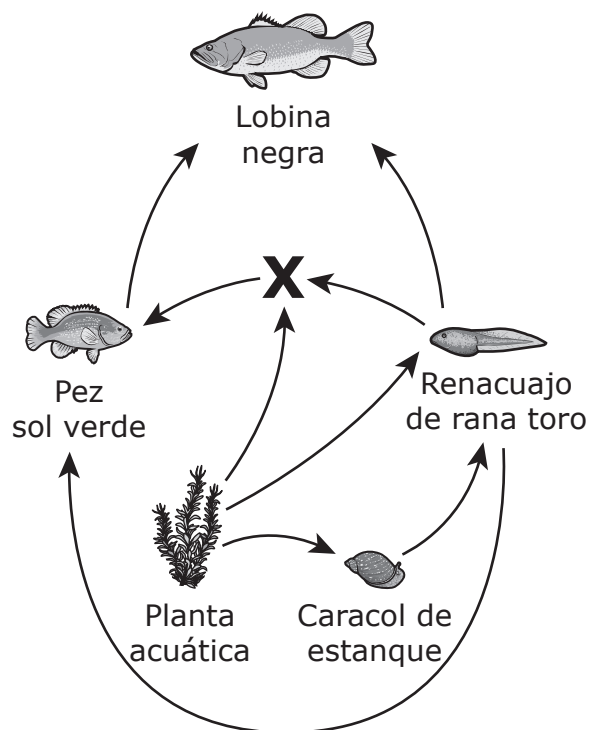 Lobina
negra
X
Pez
sol verde
Renacuajo
de rana toro
Planta
acuática
Caracol de
estanque